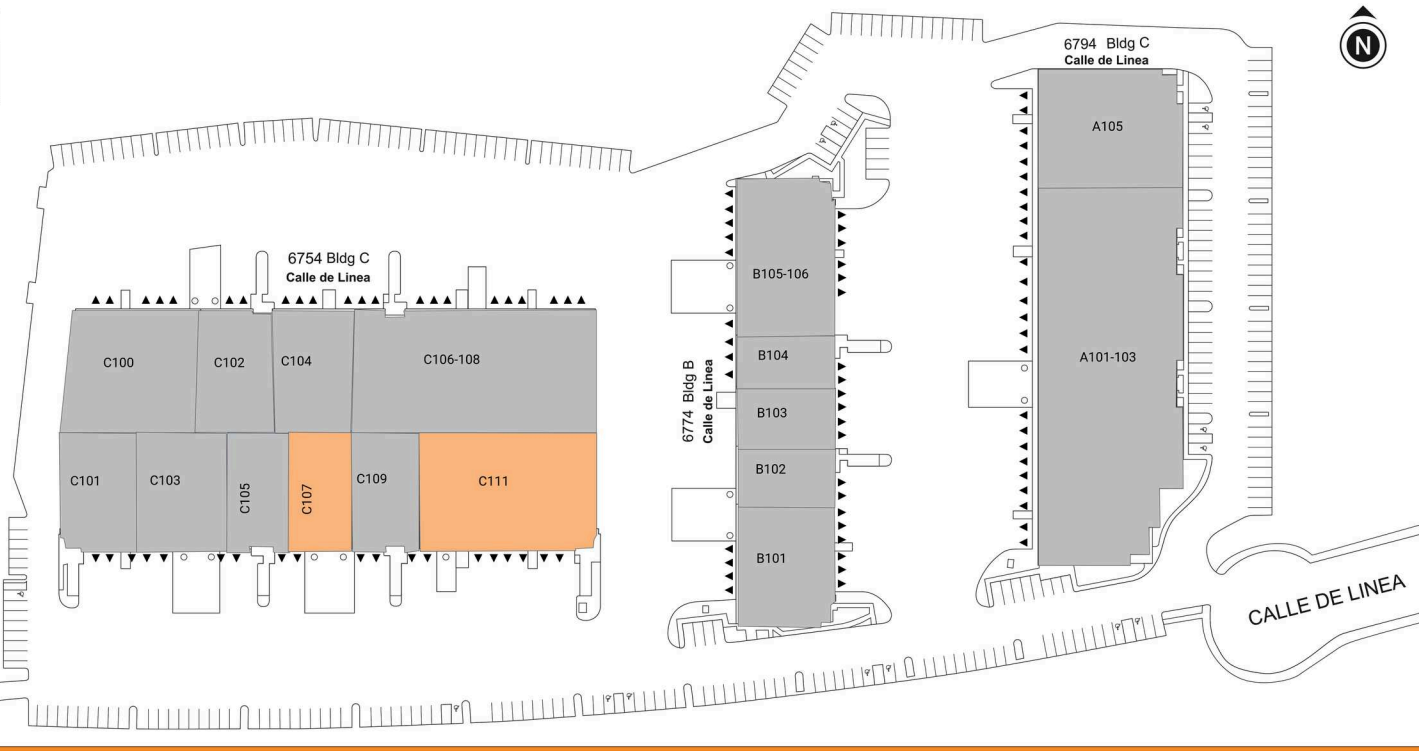 N
6794 Bldg C
Calle de Linea
A105
A101-103
6754 Bldg C
Calle de Linea
C100
C102
C104
C106-108
C101
C103
C105
C107
C109
C111
6774 Bldg B
Calle de Linea
B105-106
B104
B103
B102
B101
CALLE DE LINEA